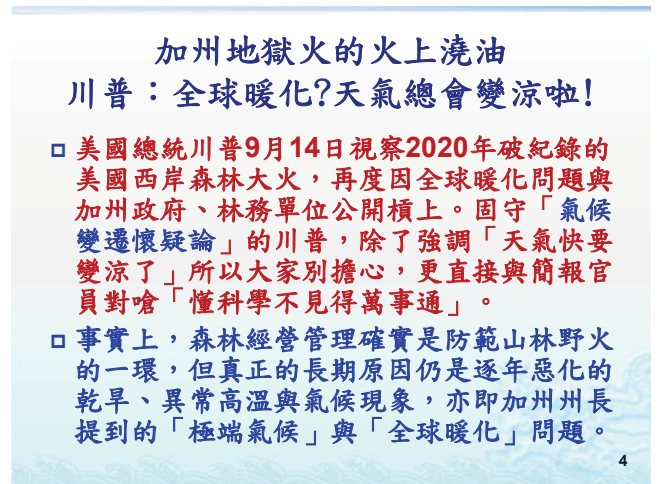 加州地獄火的火上澆油
川普：全球暖化?天氣總會變涼啦!
美國總統川普9月14日視察2020年破紀錄的
美國西岸森林大火，再度因全球暖化問題與
加州政府、林務單位公開槓上。固守「氣候
變遷懷疑論」的川普，除了強調「天氣快要
變涼了」所以大家別擔心，更直接與簡報官
員對嗆「懂科學不見得萬事通」。
事實上，森林經營管理確實是防範山林野火
的一環，但真正的長期原因仍是逐年惡化的
乾旱、異常高溫與氣候現象，亦即加州州長
提到的「極端氣候」與「全球暖化」問題。
4